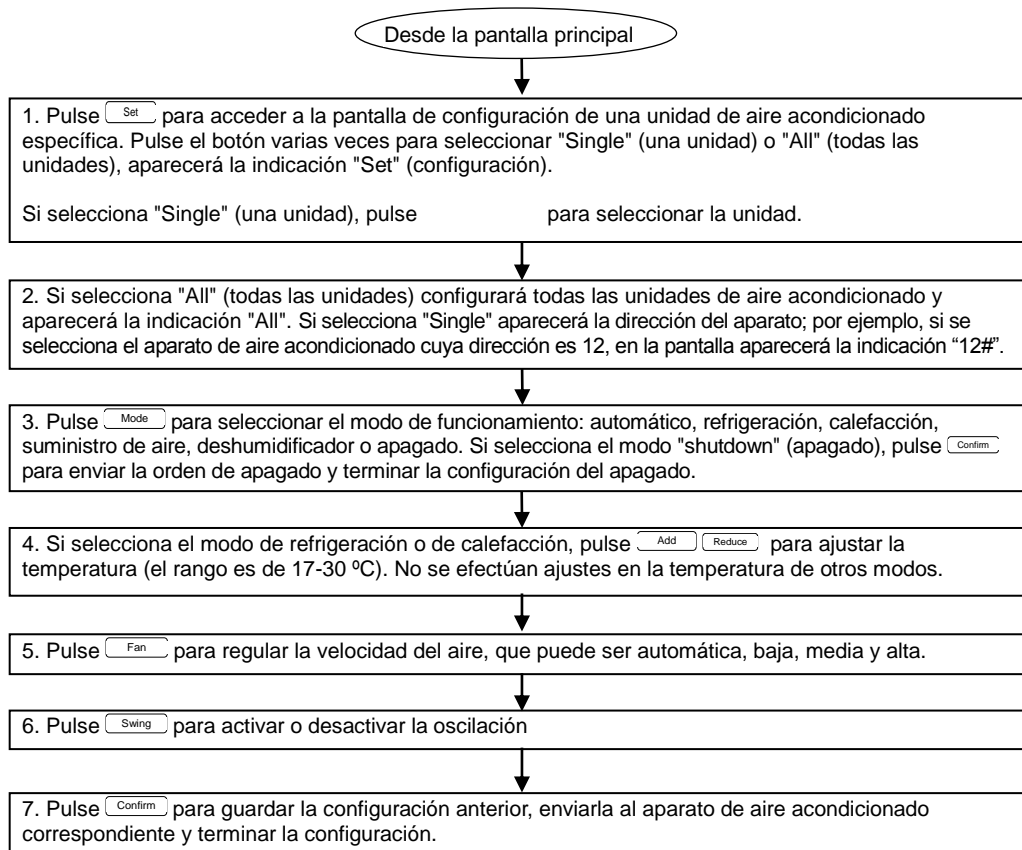 Desde la pantalla principal
1. Pulse Set para acceder a la pantalla de configuración de una unidad de aire acondicionado
específica. Pulse el botón varias veces para seleccionar "Single" (una unidad) o "All" (todas las
unidades), aparecerá la indicación "Set" (configuración).
Si selecciona "Single" (una unidad), pulse para seleccionar la unidad.
2. Si selecciona "All" (todas las unidades) configurará todas las unidades de aire acondicionado y
aparecerá la indicación "All". Si selecciona "Single" aparecerá la dirección del aparato; por ejemplo, si se
selecciona el aparato de aire acondicionado cuya dirección es 12, en la pantalla aparecerá la indicación “12#”.
3. Pulse Mode para seleccionar el modo de funcionamiento: automático, refrigeración, calefacción,
suministro de aire, deshumidificador o apagado. Si selecciona el modo "shutdown" (apagado), pulse Confirm
para enviar la orden de apagado y terminar la configuración del apagado.
4. Si selecciona el modo de refrigeración o de calefacción, pulse Add Reduce para ajustar la
temperatura (el rango es de 17-30 ºC). No se efectúan ajustes en la temperatura de otros modos.
5. Pulse Fan para regular la velocidad del aire, que puede ser automática, baja, media y alta.
6. Pulse Swing para activar o desactivar la oscilación
7. Pulse Confirm para guardar la configuración anterior, enviarla al aparato de aire acondicionado
correspondiente y terminar la configuración.